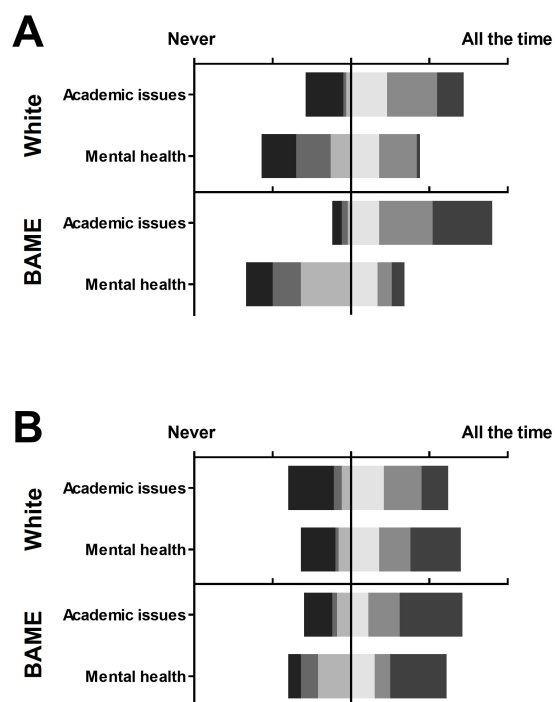 A
Never All the time
White
Academic issues
Mental health
BAME
Academic issues
Mental health
B
Never All the time
White
Academic issues
Mental health
BAME
Academic issues
Mental health